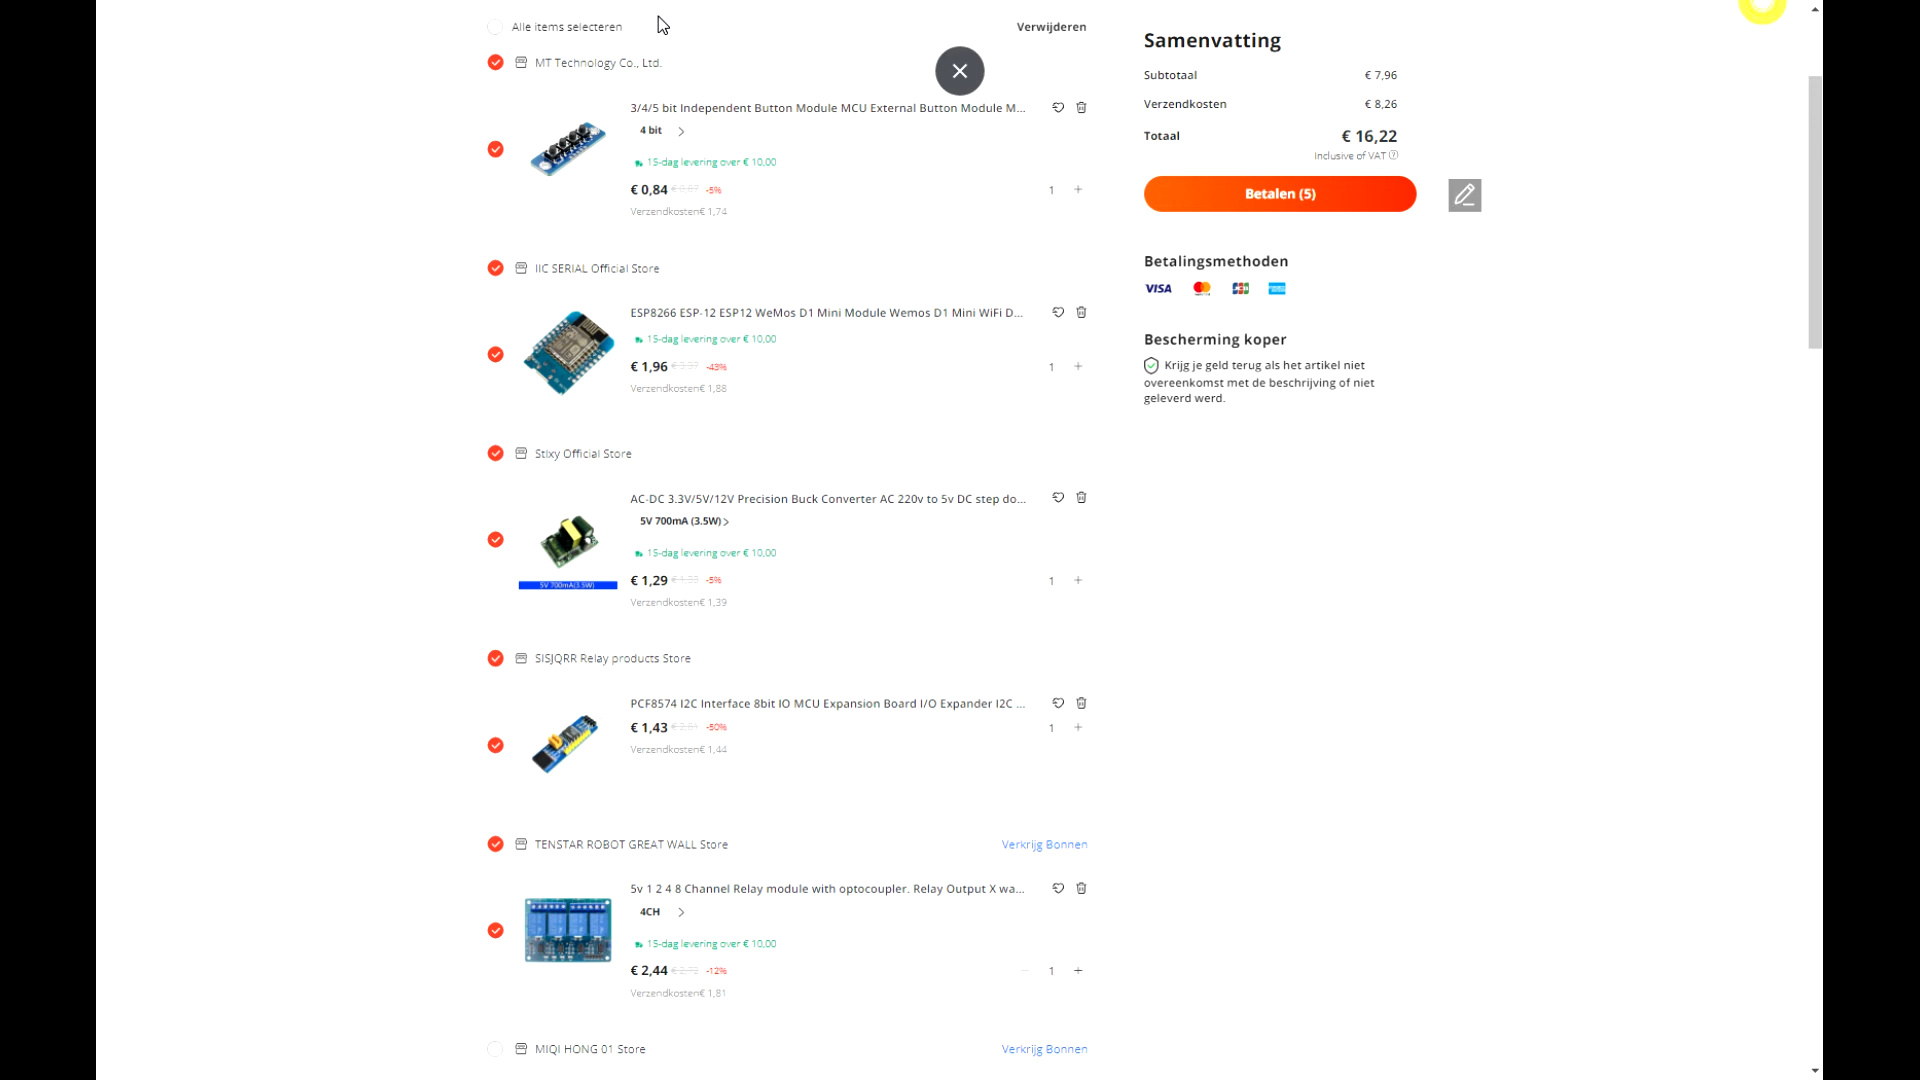 Alle items selecteren
Verwijderen
MT Technology Co., Ltd.
3/4/5 bit Independent Button Module MCU External Button Module M...
4 bit
15-dag levering over € 10,00
€ 0,84 € 0,87 -5%
1 +
Verzendkosten€ 1,74
IIC SERIAL Official Store
ESP8266 ESP-12 ESP12 WeMos D1 Mini Module Wemos D1 Mini WiFi D...
15-dag levering over € 10,00
€ 1,96 -43%
1 +
Verzendkosten€ 1,88
Stlxy Official Store
AC-DC 3.3V/5V/12V Precision Buck Converter AC 220v to 5v DC step do...
5V 700mA (3.5W)
5V 700mA(3.5W)
15-dag levering over € 10,00
€ 1,29 -5%
1 +
Verzendkosten€ 1,39
SISJQRR Relay products Store
PCF8574 I2C Interface 8bit IO MCU Expansion Board I/O Expander I2C ...
€ 1,43 -50%
1 +
Verzendkosten€ 1,44
TENSTAR ROBOT GREAT WALL Store
Verkrijg Bonnen
5v 1 2 4 8 Channel Relay module with optocoupler. Relay Output X wa...
4CH
15-dag levering over € 10,00
€ 2,44 -12%
− 1 +
Verzendkosten€ 1,81
MIQI HONG 01 Store
Verkrijg Bonnen
Samenvatting
Subtotaal € 7,96
Verzendkosten € 8,26
Totaal € 16,22
Inclusive of VAT
Betalen (5)
Betalingsmethoden
VISA
Bescherming koper
Krijg je geld terug als het artikel niet
overeenkomst met de beschrijving of niet
geleverd werd.